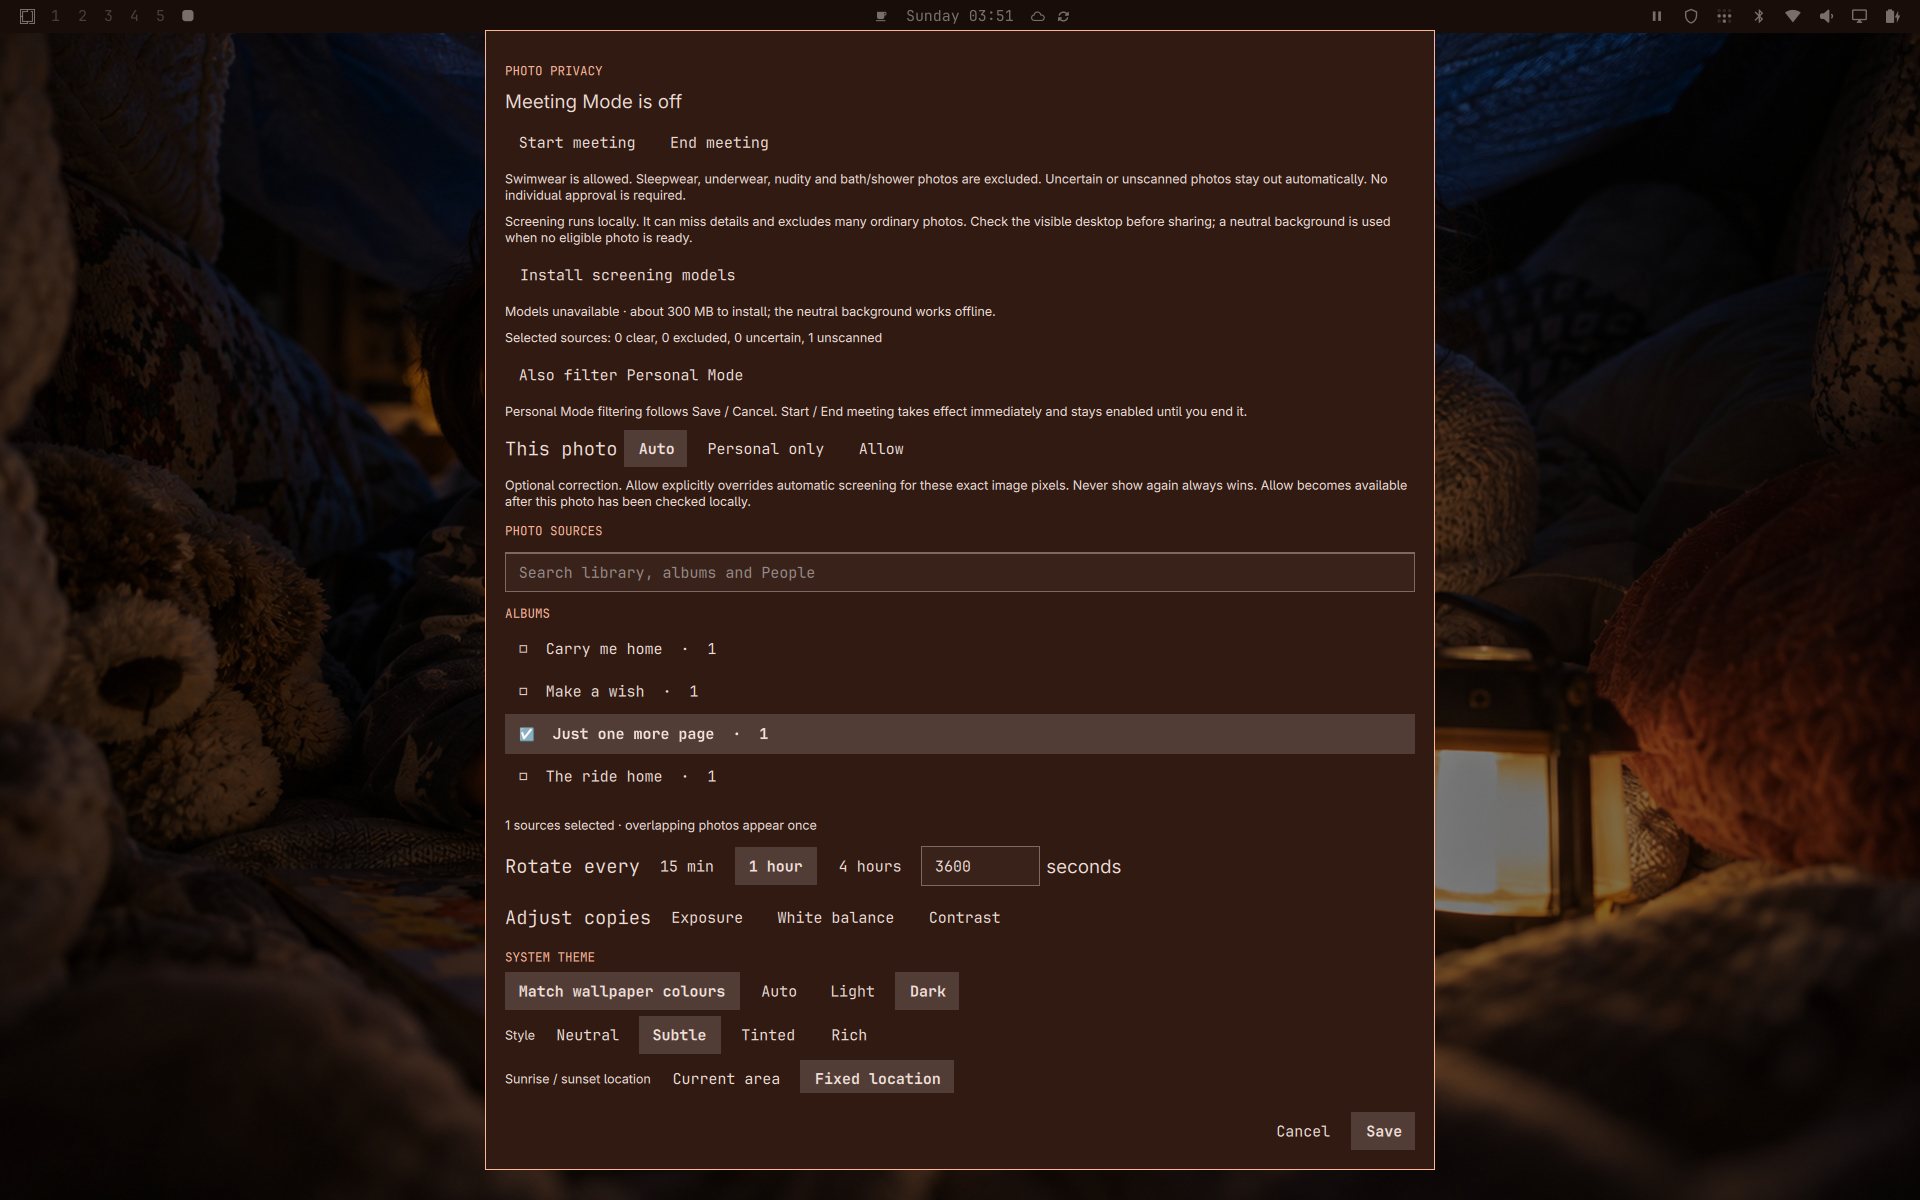 1 2 3 4 5
Sunday 03:51
PHOTO PRIVACY
Meeting Mode is off
Start meeting End meeting
Swimwear is allowed. Sleepwear, underwear, nudity and bath/shower photos are excluded. Uncertain or unscanned photos stay out automatically. No
individual approval is required.
Screening runs locally. It can miss details and excludes many ordinary photos. Check the visible desktop before sharing; a neutral background is used
when no eligible photo is ready.
Install screening models
Models unavailable · about 300 MB to install; the neutral background works offline.
Selected sources: 0 clear, 0 excluded, 0 uncertain, 1 unscanned
Also filter Personal Mode
Personal Mode filtering follows Save / Cancel. Start / End meeting takes effect immediately and stays enabled until you end it.
This photo Auto Personal only Allow
Optional correction. Allow explicitly overrides automatic screening for these exact image pixels. Never show again always wins. Allow becomes available
after this photo has been checked locally.
PHOTO SOURCES
Search library, albums and People
ALBUMS
Carry me home · 1
Make a wish · 1
Just one more page · 1
The ride home · 1
1 sources selected · overlapping photos appear once
Rotate every 15 min 1 hour 4 hours 3600 seconds
Adjust copies Exposure White balance Contrast
SYSTEM THEME
Match wallpaper colours Auto Light Dark
Style Neutral Subtle Tinted Rich
Sunrise / sunset location Current area Fixed location
Cancel Save